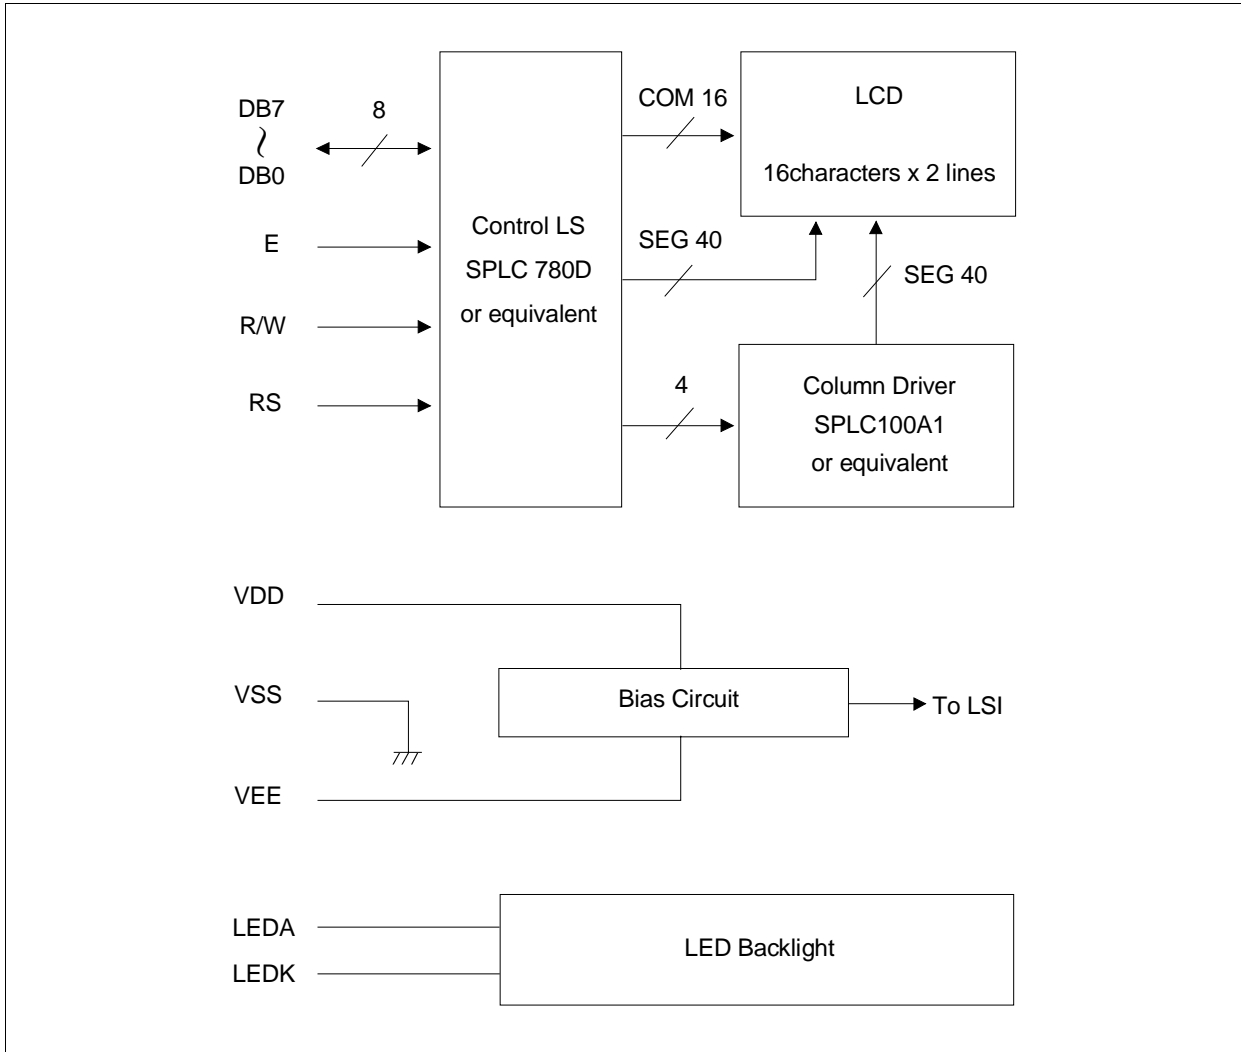 DB7
8
DB0
E
R/W
RS
Control LS
SPLC 780D
or equivalent
COM 16
SEG 40
4
LCD
16characters x 2 lines
SEG 40
Column Driver
SPLC100A1
or equivalent
VDD
VSS
VEE
Bias Circuit
To LSI
LEDA
LEDK
LED Backlight